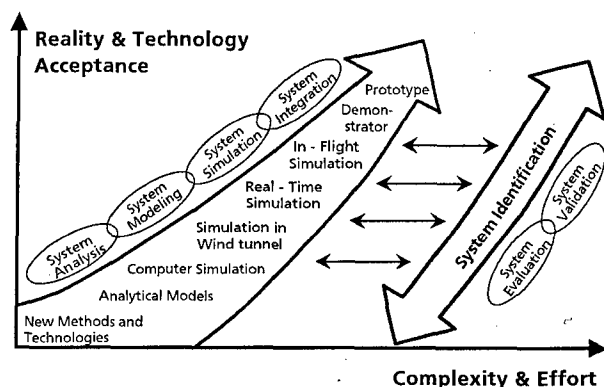 Reality & Technology
Acceptance
System
Integration
System
Simulation
System
Modeling
System
Analysis
Prototype
Demon-
strator
In - Flight
Simulation
Real - Time
Simulation
Simulation in
Wind tunnel
Computer Simulation
Analytical Models
New Methods and
Technologies
System Identification
System
Validation
System
Evaluation
Complexity & Effort